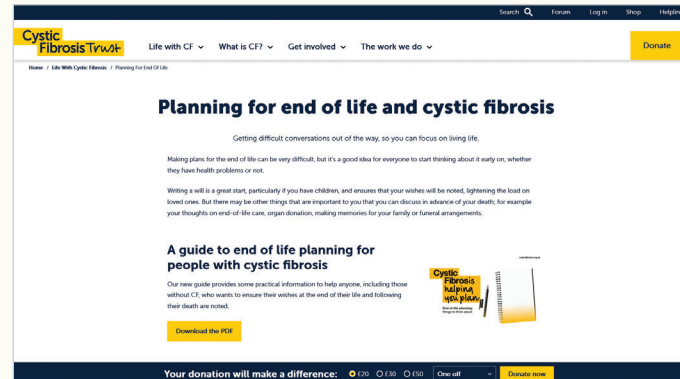 Search Forum Log in Shop Helplin
Cystic
Fibrosis Trust
Life with CF What is CF? Get involved The work we do
Donate
Home / Life With Cystic Fibrosis / Planning For End Of Life
Planning for end of life and cystic fibrosis
Getting difficult conversations out of the way, so you can focus on living life.
Making plans for the end of life can be very difficult, but it's a good idea for everyone to start thinking about it early on, whether
they have health problems or not.
Writing a will is a great start, particularly if you have children, and ensures that your wishes will be noted, lightening the load on
loved ones. But there may be other things that are important to you that you can discuss in advance of your death; for example
your thoughts on end-of-life care, organ donation, making memories for your family or funeral arrangements.
A guide to end of life planning for
people with cystic fibrosis
Our new guide provides some practical information to help anyone, including those
without CF, who wants to ensure their wishes at the end of their life and following
their death are noted.
Download the PDF
Cystic
Fibrosis
helping
you plan
End-of-life planning:
things to think about
Your donation will make a difference: £20 £30 £50 One off Donate now